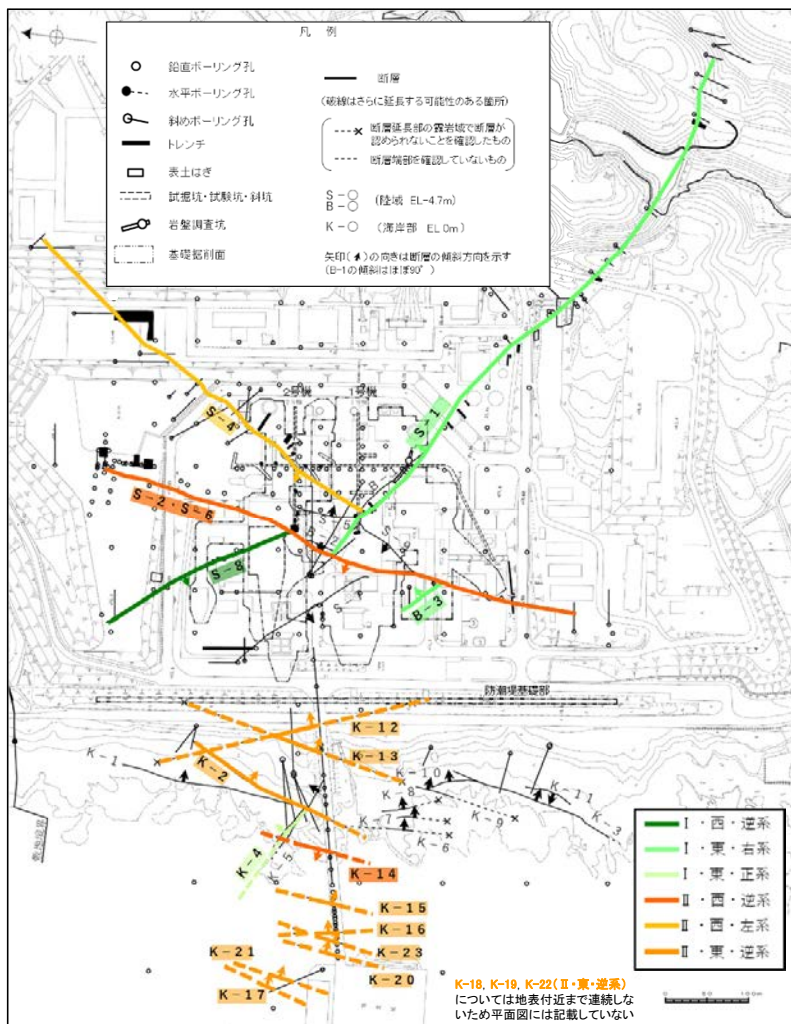 凡 例
鉛直ボーリング孔
水平ボーリング孔
斜めボーリング孔
トレンチ
表土はぎ
試掘坑・試験坑・斜坑
岩盤調査坑
基礎掘削面
断層
(破線はさらに延長する可能性のある箇所)
断層延長部の露岩域で断層が
認められないことを確認したもの
断層端部を確認していないもの
S-○
B-○
(陸域 EL-4.7m)
K-○ (海岸部 EL 0m)
矢印( )の向きは断層の傾斜方向を示す
(B-1の傾斜はほぼ90°)
2号機
1号機
S-4
S-1
S-2・S-6
S-8
B-3
S-7
防潮堤基礎部
K-12
K-13
K-1
K-2
K-10
K-8
K-7
K-6
K-9
K-11
K-3
K-4
K-5
K-14
K-15
K-16
K-23
K-20
K-21
K-17
Ⅰ・西・逆系
Ⅰ・東・右系
Ⅰ・東・正系
Ⅱ・西・逆系
Ⅱ・西・左系
Ⅱ・東・逆系
K-18, K-19, K-22(Ⅱ・東・逆系)
については地表付近まで連続しな
いため平面図には記載していない